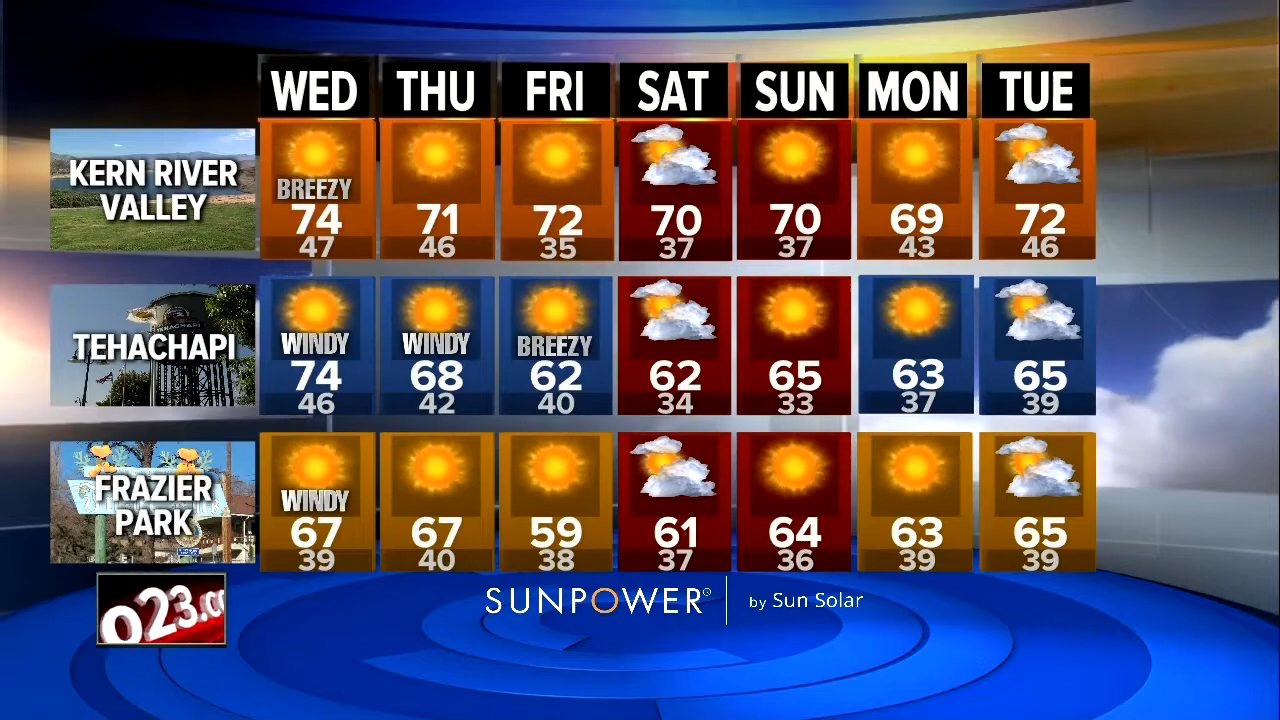 WED THU FRI SAT SUN MON TUE
KERN RIVER
VALLEY
BREEZY
74 71 72 70 70 69 72
47 46 35 37 37 43 46
TEHACHAPI
WINDY WINDY BREEZY
74 68 62 62 65 63 65
46 42 40 34 33 37 39
FRAZIER
PARK
WINDY
67 67 59 61 64 63 65
39 40 38 37 36 39 39
SUNPOWER® | by Sun Solar
023.c